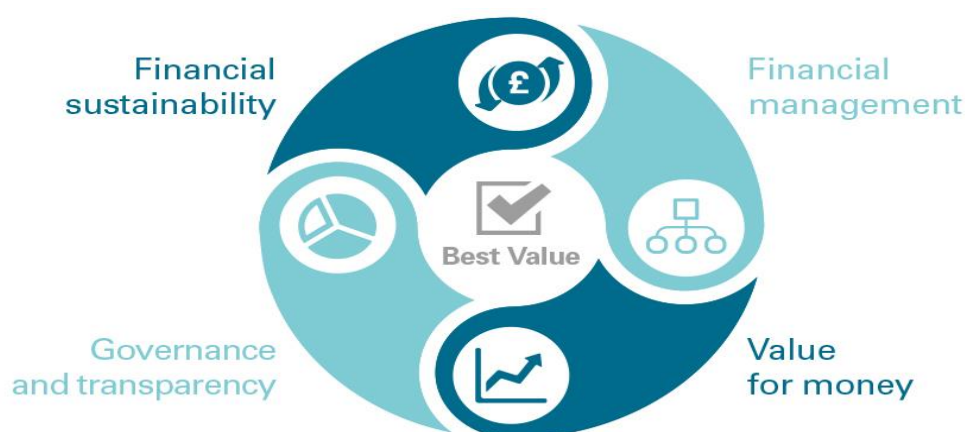 Financial
sustainability
Financial
management
£
Best Value
Governance
and transparency
Value
for money